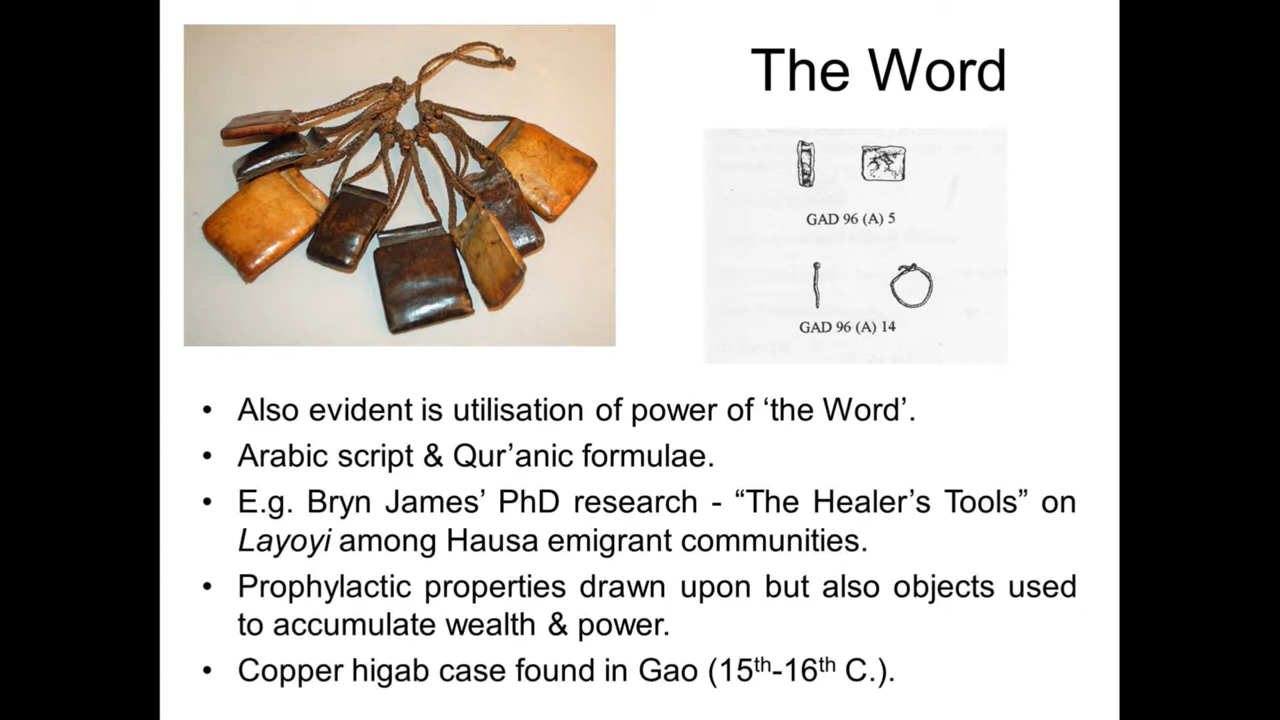 The Word
GAD 96 (A) 5
GAD 96 (A) 14
• Also evident is utilisation of power of ‘the Word’.
• Arabic script & Qur’anic formulae.
• E.g. Bryn James’ PhD research - “The Healer’s Tools” on
Layoyi among Hausa emigrant communities.
• Prophylactic properties drawn upon but also objects used
to accumulate wealth & power.
• Copper higab case found in Gao (15th-16th C.).